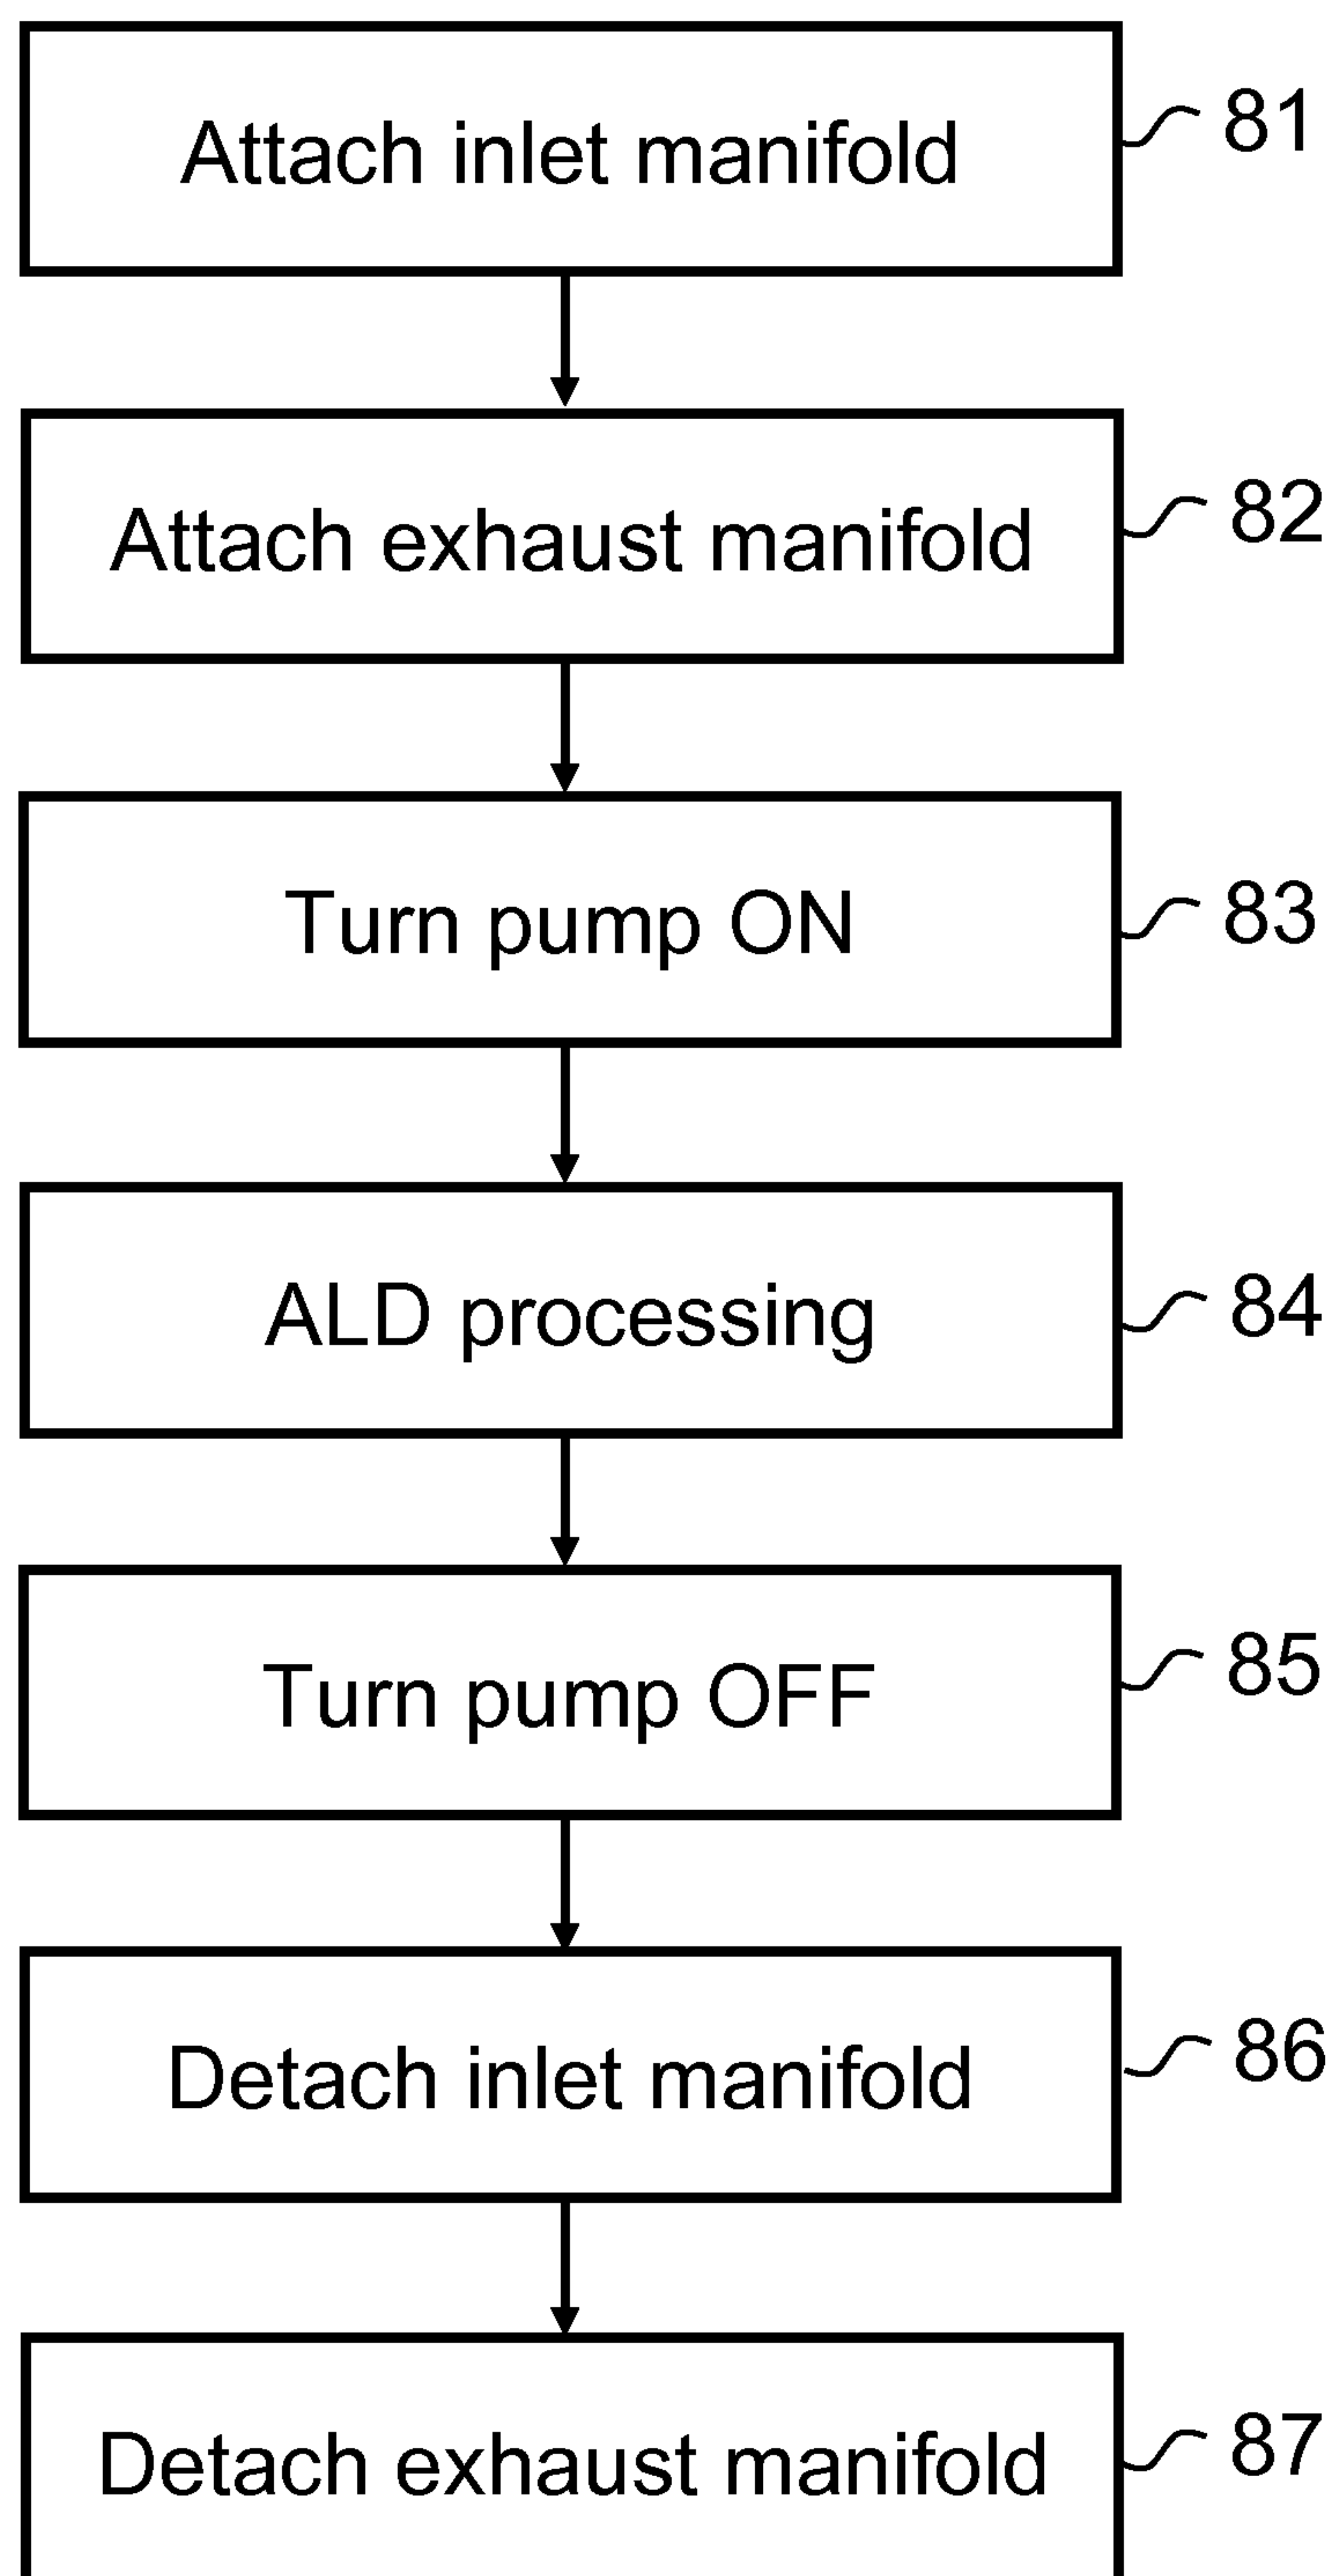 Attach inlet manifold 81
Attach exhaust manifold 82
Turn pump ON 83
ALD processing 84
Turn pump OFF 85
Detach inlet manifold 86
Detach exhaust manifold 87